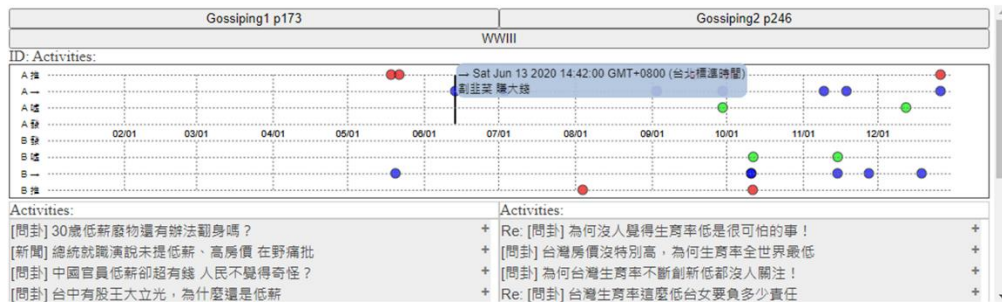 Gossiping1 p173
Gossiping2 p246
WWIII
ID: Activities:
A 推
→ Sat Jun 13 2020 14:42:00 GMT+0800 (台北標準時間)
A →
割韭菜 賺大錢
A 噓
A 發
02/01 03/01 04/01 05/01 06/01 07/01 08/01 09/01 10/01 11/01 12/01
B 發
B 噓
B →
B 推
Activities:
[問卦] 30歲低薪廢物還有辦法翻身嗎？ +
[新聞] 總統就職演說未提低薪、高房價 在野痛批 +
[問卦] 中國官員低薪卻超有錢 人民不覺得奇怪？ +
[問卦] 台中有股王大立光，為什麼還是低薪 +
Activities:
Re: [問卦] 為何沒人覺得生育率低是很可怕的事！ +
[問卦] 台灣房價沒特別高，為何生育率全世界最低 +
[問卦] 為何台灣生育率不斷創新低都沒人關注！ +
Re: [問卦] 台灣生育率這麼低台女要負多少責任 +